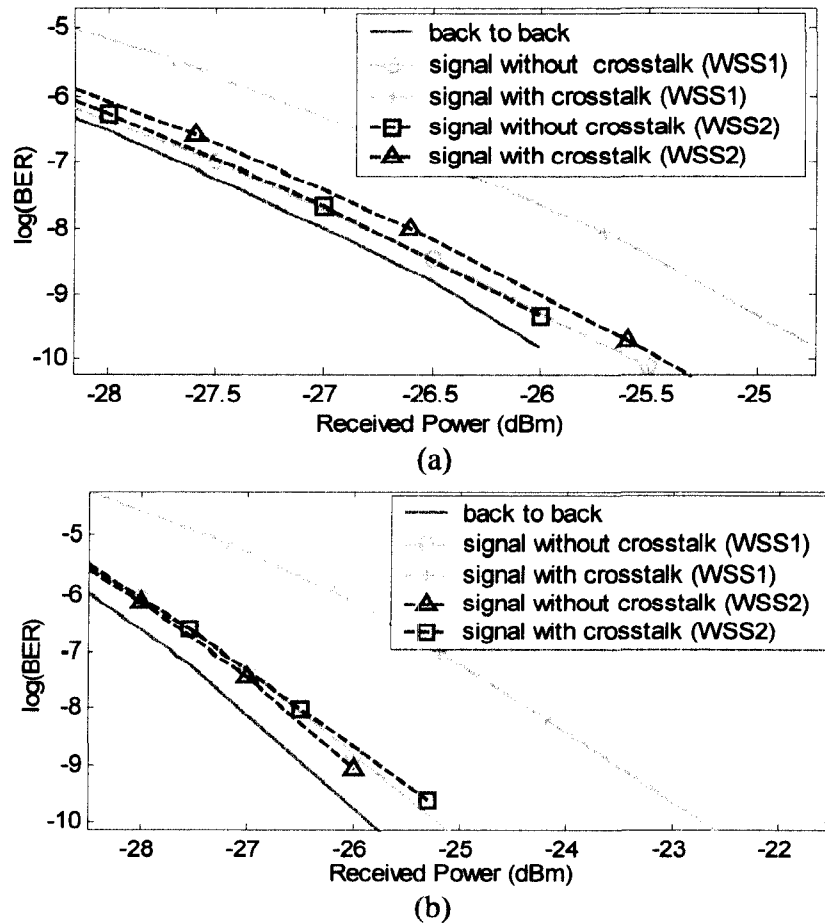 -5
-6
-7
-8
-9
-10
log(BER)
back to back
signal without crosstalk (WSS1)
signal with crosstalk (WSS1)
signal without crosstalk (WSS2)
signal with crosstalk (WSS2)
-28 -27.5 -27 -26.5 -26 -25.5 -25
Received Power (dBm)
(a)
-5
-6
-7
-8
-9
-10
log(BER)
back to back
signal without crosstalk (WSS1)
signal with crosstalk (WSS1)
signal without crosstalk (WSS2)
signal with crosstalk (WSS2)
-28 -27 -26 -25 -24 -23 -22
Received Power (dBm)
(b)